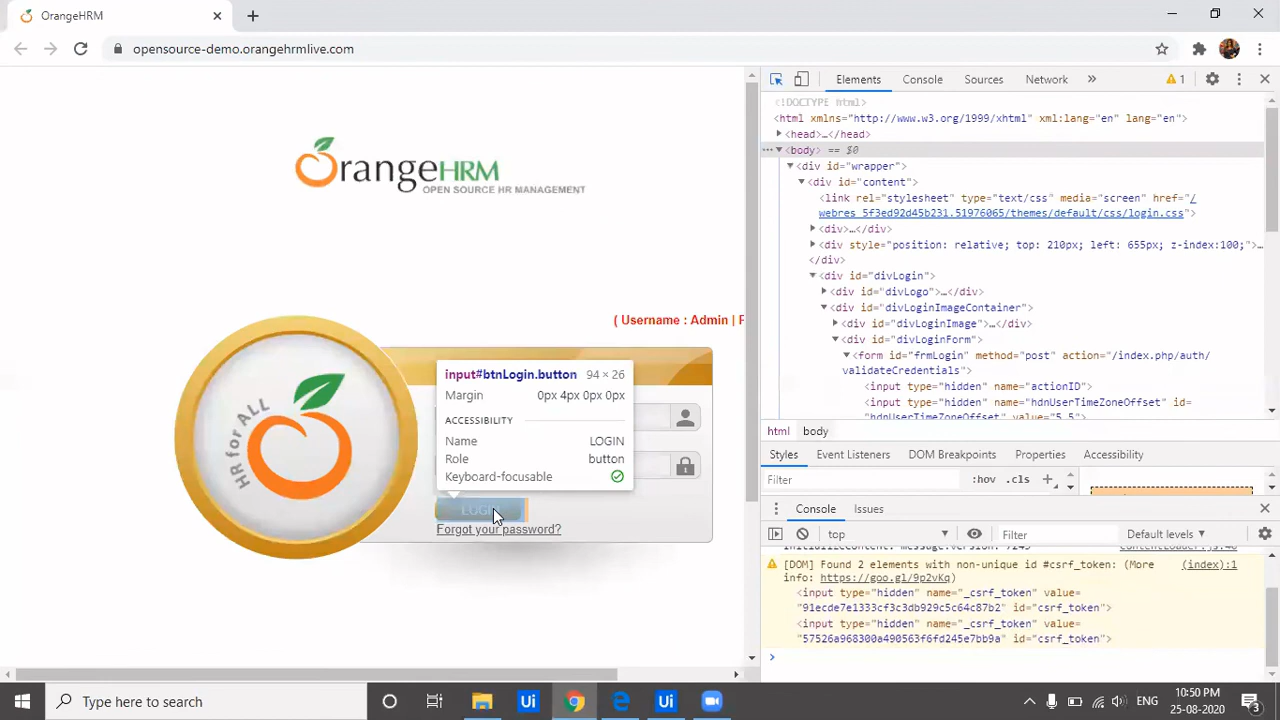 OrangeHRM
opensource-demo.orangehrmlive.com
OrangeHRM
OPEN SOURCE HR MANAGEMENT
( Username : Admin | P
HR for ALL
input#btnLogin.button 94 × 26
Margin 0px 4px 0px 0px
ACCESSIBILITY
Name LOGIN
Role button
Keyboard-focusable
LOGIN
Forgot your password?
Elements Console Sources Network » 1
<!DOCTYPE html>
<html xmlns="http://www.w3.org/1999/xhtml" xml:lang="en" lang="en">
<head>…</head>
<body> == $0
<div id="wrapper">
<div id="content">
<link rel="stylesheet" type="text/css" media="screen" href="/
webres_5f3ed92d45b231.51976065/themes/default/css/login.css">
<div>…</div>
<div style="position: relative; top: 210px; left: 655px; z-index:100;">…
</div>
<div id="divLogin">
<div id="divLogo">…</div>
<div id="divLoginImageContainer">
<div id="divLoginImage">…</div>
<div id="divLoginForm">
<form id="frmLogin" method="post" action="/index.php/auth/
validateCredentials">
<input type="hidden" name="actionID">
<input type="hidden" name="hdnUserTimeZoneOffset" id=
"hdnUserTimeZoneOffset" value="5.5">
html body
Styles Event Listeners DOM Breakpoints Properties Accessibility
Filter :hov .cls +
Console Issues
top Filter Default levels
[DOM] Found 2 elements with non-unique id #csrf_token: (More (index):1
info: https://goo.gl/9p2vKq)
<input type="hidden" name="_csrf_token" value=
"91ecde7e1333cf3c3db929c5c64c87b2" id="csrf_token">
<input type="hidden" name="_csrf_token" value=
"57526a968300a490563f6fd245e7bb9a" id="csrf_token">
Type here to search
Ui
Ui
ENG
10:50 PM
25-08-2020
3